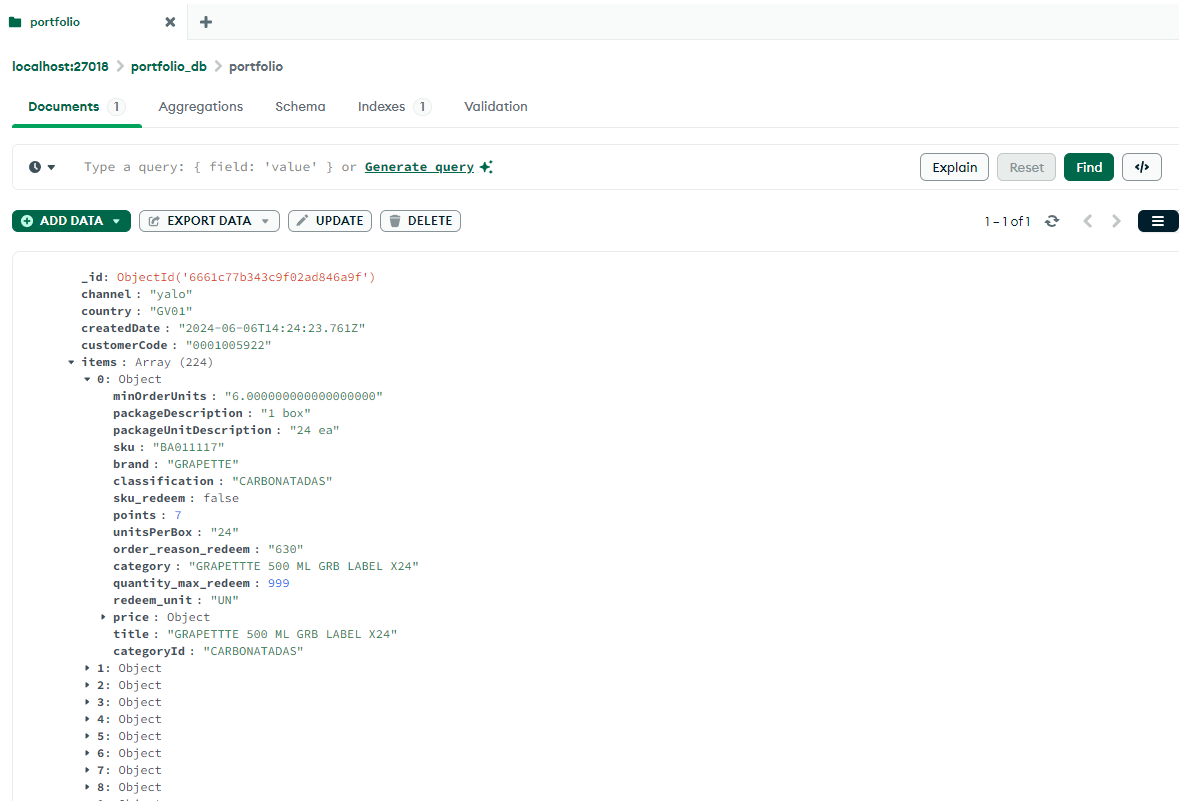 portfolio
localhost:27018 > portfolio_db > portfolio
Documents 1 Aggregations Schema Indexes 1 Validation
Type a query: { field: 'value' } or Generate query Explain Reset Find </>
ADD DATA EXPORT DATA UPDATE DELETE 1 – 1 of 1
_id: ObjectId('6661c77b343c9f02ad846a9f')
channel : "yalo"
country : "GV01"
createdDate : "2024-06-06T14:24:23.761Z"
customerCode : "0001005922"
items : Array (224)
0: Object
minOrderUnits : "6.000000000000000000"
packageDescription : "1 box"
packageUnitDescription : "24 ea"
sku : "BA011117"
brand : "GRAPETTE"
classification : "CARBONATADAS"
sku_redeem : false
points : 7
unitsPerBox : "24"
order_reason_redeem : "630"
category : "GRAPETTTE 500 ML GRB LABEL X24"
quantity_max_redeem : 999
redeem_unit : "UN"
price : Object
title : "GRAPETTTE 500 ML GRB LABEL X24"
categoryId : "CARBONATADAS"
1: Object
2: Object
3: Object
4: Object
5: Object
6: Object
7: Object
8: Object